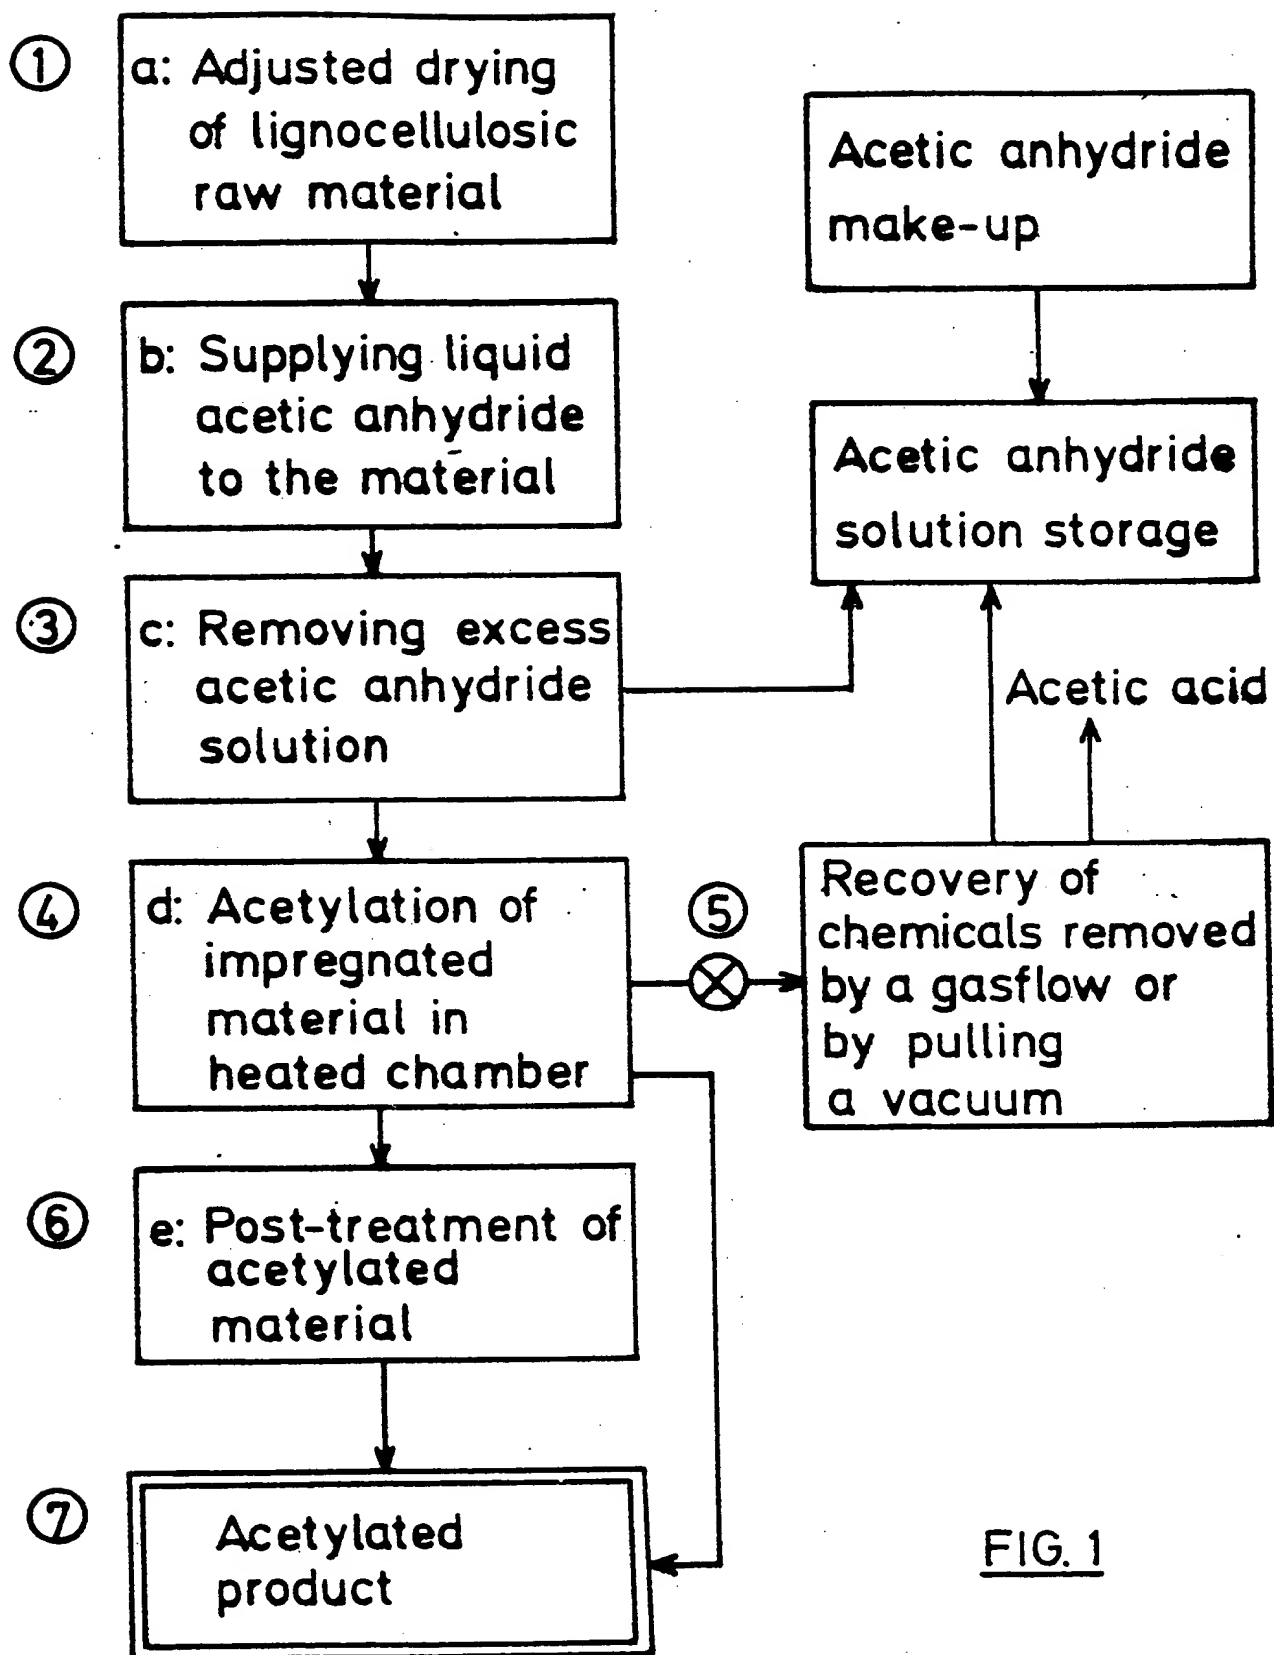 1
a: Adjusted drying
of lignocellulosic
raw material
2
b: Supplying liquid
acetic anhydride
to the material
3
c: Removing excess
acetic anhydride
solution
4
d: Acetylation of
impregnated
material in
heated chamber
6
e: Post-treatment of
acetylated
material
7
Acetylated
product
Acetic anhydride
make-up
Acetic anhydride
solution storage
Acetic acid
5
Recovery of
chemicals removed
by a gasflow or
by pulling
a vacuum
FIG. 1